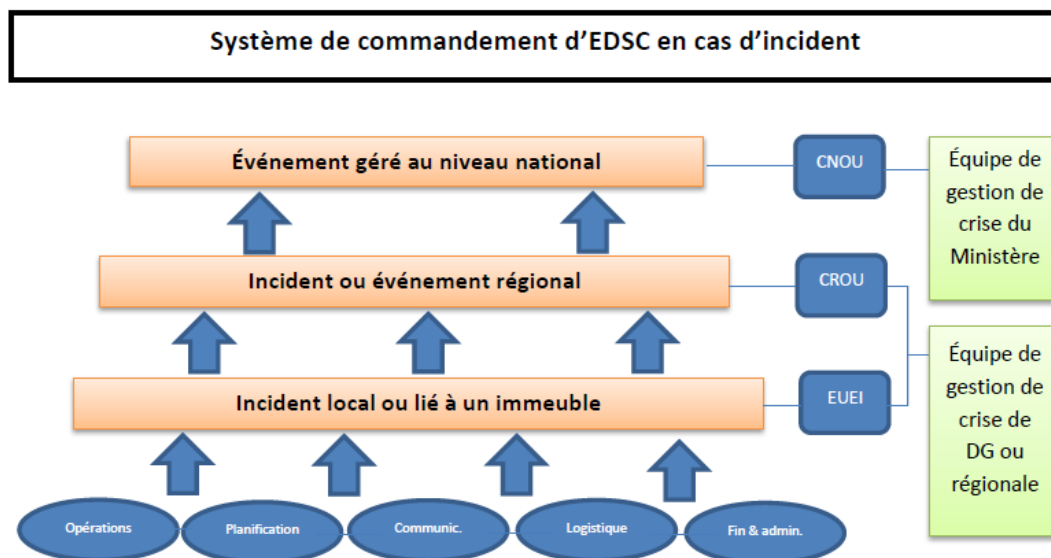 Système de commandement d'EDSC en cas d'incident
Événement géré au niveau national
CNOU
Équipe de
gestion de
crise du
Ministère
Incident ou événement régional
CROU
Incident local ou lié à un immeuble
EUEI
Équipe de
gestion de
crise de
DG ou
régionale
Opérations
Planification
Communic.
Logistique
Fin & admin.